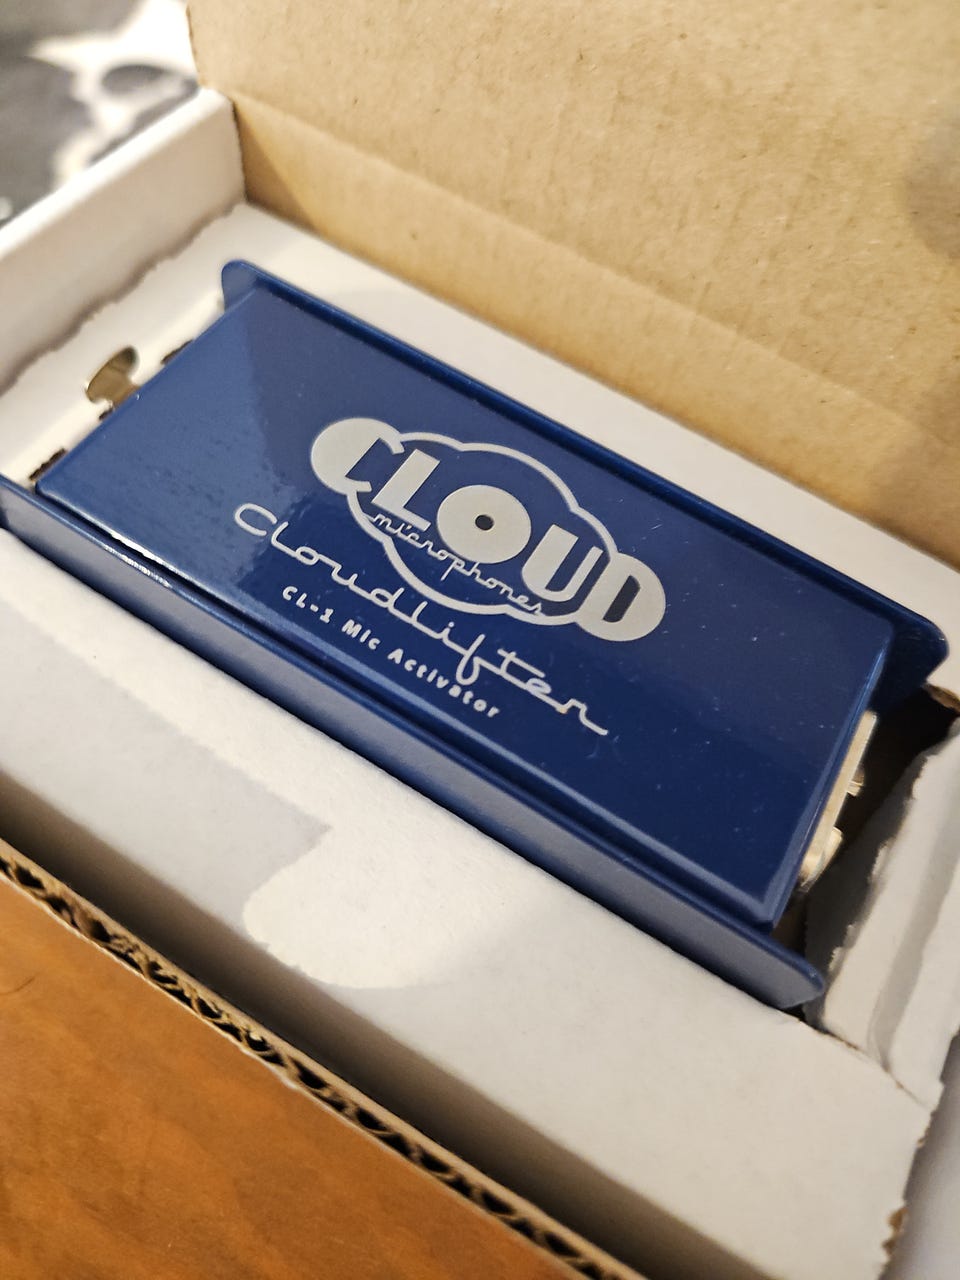 CLOUD
microphones
Cloudlifter
CL-1 Mic Activator